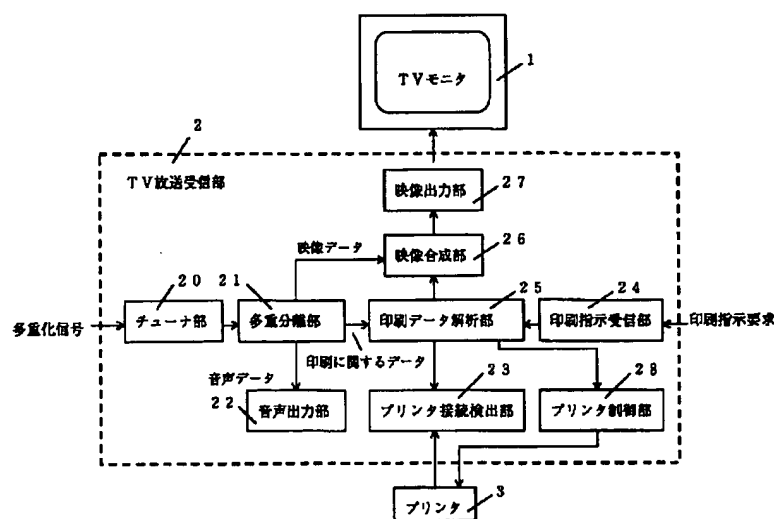 TVモニタ
1
2
TV放送受信部
映像出力部
27
映像データ
映像合成部
26
20
21
25
24
多重化信号
チューナ部
多重分離部
印刷データ解析部
印刷指示受信部
印刷指示要求
印刷に関するデータ
音声データ
22
音声出力部
23
プリンタ接続検出部
28
プリンタ制御部
プリンタ
3